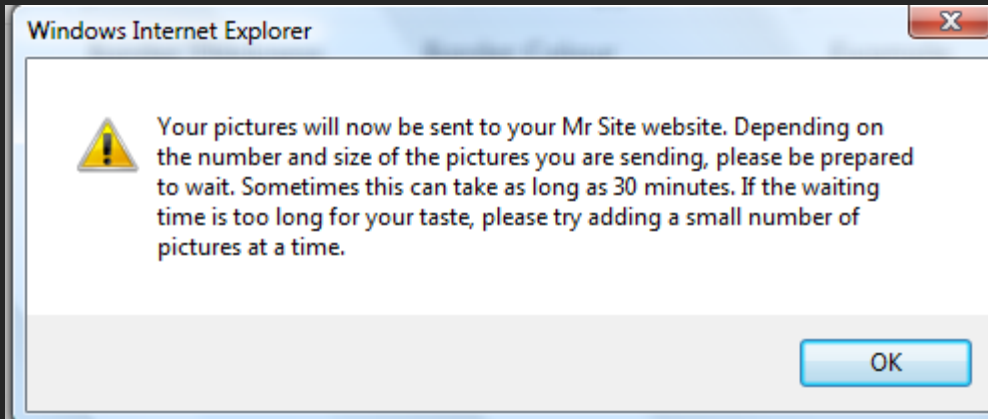 Windows Internet Explorer
Your pictures will now be sent to your Mr Site website. Depending on
the number and size of the pictures you are sending, please be prepared
to wait. Sometimes this can take as long as 30 minutes. If the waiting
time is too long for your taste, please try adding a small number of
pictures at a time.
OK